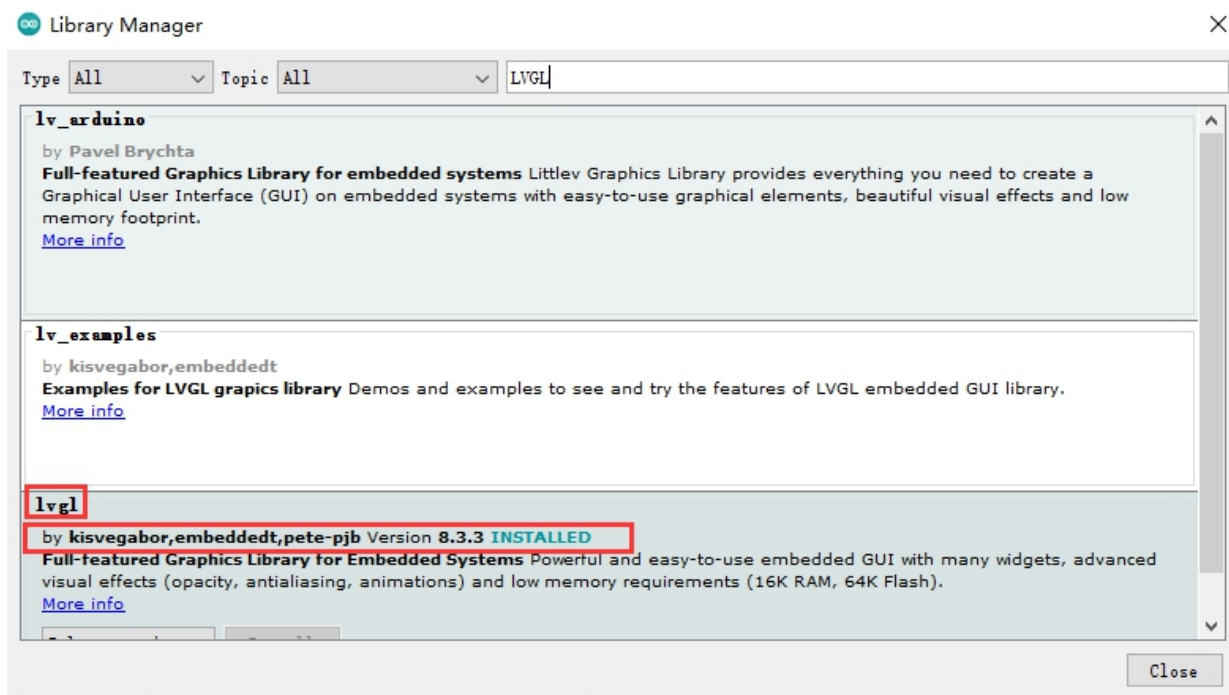 Library Manager
Type All Topic All LVGL
lv_arduino
by Pavel Brychta
Full-featured Graphics Library for embedded systems Littlev Graphics Library provides everything you need to create a
Graphical User Interface (GUI) on embedded systems with easy-to-use graphical elements, beautiful visual effects and low
memory footprint.
More info
lv_examples
by kisvegabor,embeddedt
Examples for LVGL grapics library Demos and examples to see and try the features of LVGL embedded GUI library.
More info
lvgl
by kisvegabor,embeddedt,pete-pjb Version 8.3.3 INSTALLED
Full-featured Graphics Library for Embedded Systems Powerful and easy-to-use embedded GUI with many widgets, advanced
visual effects (opacity, antialiasing, animations) and low memory requirements (16K RAM, 64K Flash).
More info
Close